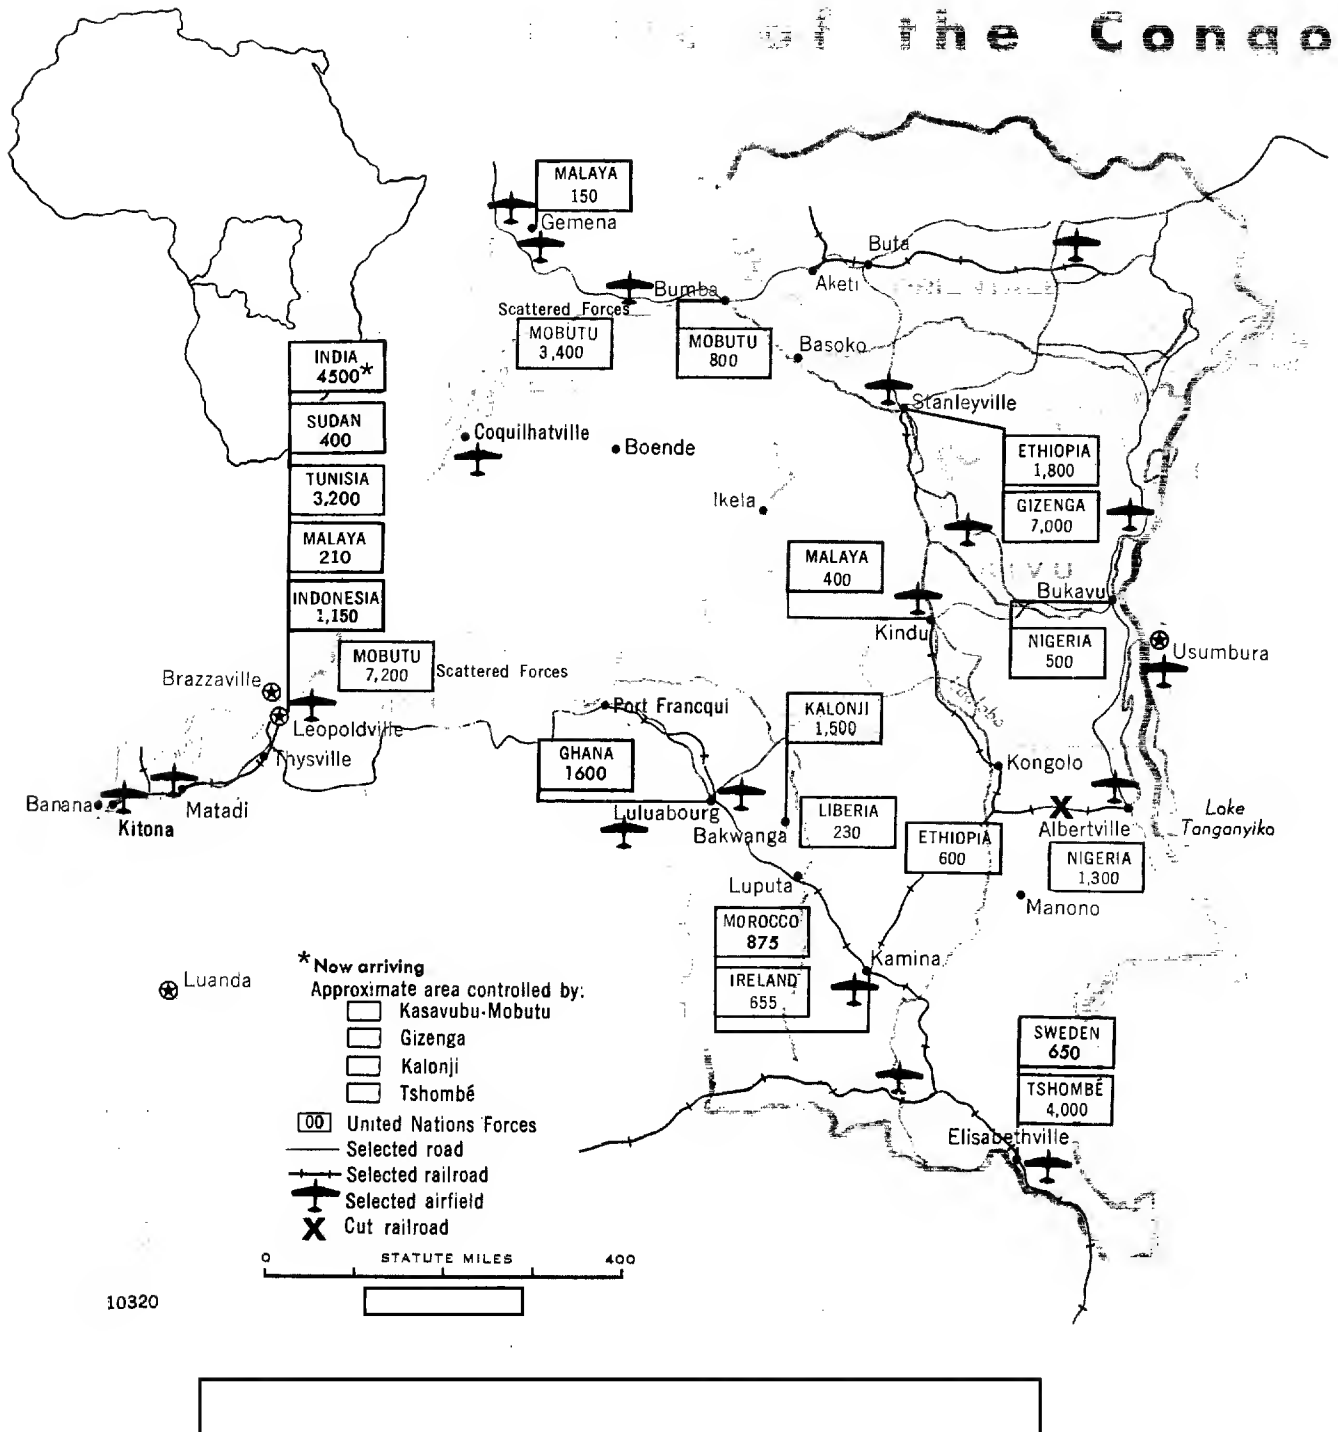 of the Congo
MALAYA
150
Gemena
Buta
Aketi
Bumba
Scattered Forces
MOBUTU
3,400
MOBUTU
800
Basoko
INDIA
4500*
SUDAN
400
TUNISIA
3,200
MALAYA
210
INDONESIA
1,150
Stanleyville
Coquilhatville
Boende
ETHIOPIA
1,800
GIZENGA
7,000
Ikela
MALAYA
400
Bukavu
Kindu
NIGERIA
500
Usumbura
MOBUTU
7,200
Scattered Forces
Brazzaville
Leopoldville
Thysville
Port Francqui
KALONJI
1,500
GHANA
1600
Kongolo
Banana
Kitona
Matadi
Luluabourg
Bakwanga
LIBERIA
230
ETHIOPIA
600
Albertville
Lake
Tanganyika
NIGERIA
1,300
Luputa
Manono
MOROCCO
875
IRELAND
655
Kamina
Luanda
*Now arriving
Approximate area controlled by:
Kasavubu-Mobutu
Gizenga
Kalonji
Tshombé
00 United Nations Forces
Selected road
Selected railroad
Selected airfield
X Cut railroad
SWEDEN
650
TSHOMBÉ
4,000
Elisabethville
0 STATUTE MILES 400
10320